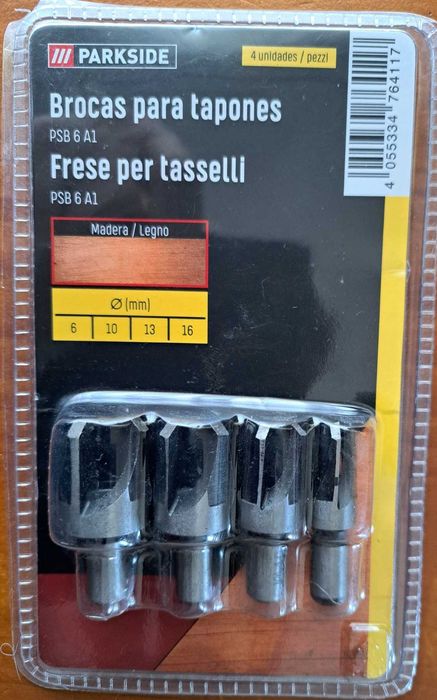 PARKSIDE
4 unidades / pezzi
Brocas para tapones
PSB 6 A1
Frese per tasselli
PSB 6 A1
Madera / Legno
Ø (mm)
6 10 13 16
4 055334 764117